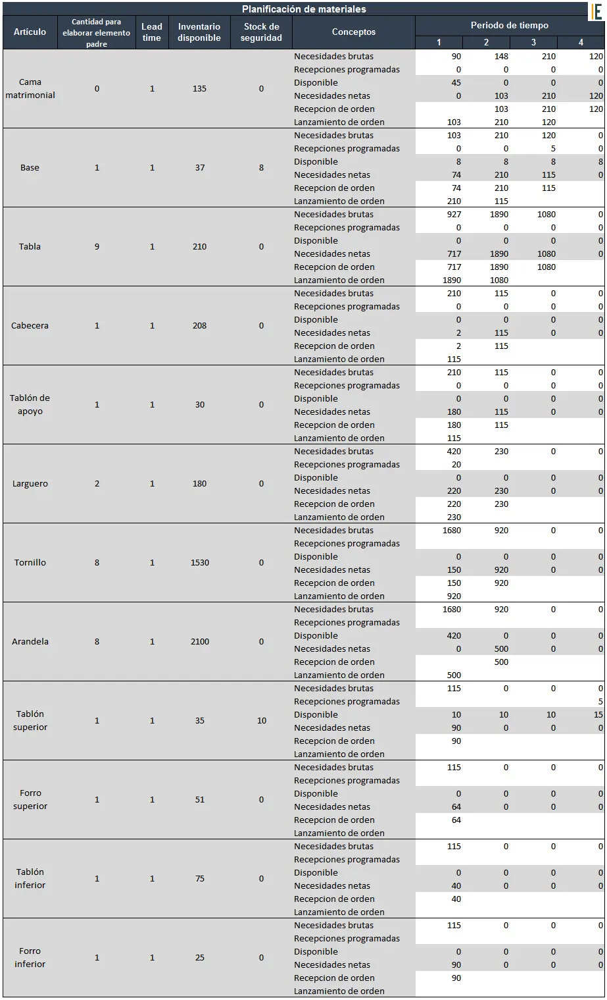 Planificación de materiales
IE
Artículo Cantidad para elaborar elemento padre Lead time Inventario disponible Stock de seguridad Conceptos Periodo de tiempo
1 2 3 4
Cama matrimonial 0 1 135 0
Necesidades brutas 90 148 210 120
Recepciones programadas 0 0 0 0
Disponible 45 0 0 0
Necesidades netas 0 103 210 120
Recepcion de orden 103 210 120
Lanzamiento de orden 103 210 120
Base 1 1 37 8
Necesidades brutas 103 210 120 0
Recepciones programadas 0 0 5 0
Disponible 8 8 8 8
Necesidades netas 74 210 115 0
Recepcion de orden 74 210 115
Lanzamiento de orden 210 115
Tabla 9 1 210 0
Necesidades brutas 927 1890 1080 0
Recepciones programadas 0 0 0 0
Disponible 0 0 0 0
Necesidades netas 717 1890 1080 0
Recepcion de orden 717 1890 1080
Lanzamiento de orden 1890 1080
Cabecera 1 1 208 0
Necesidades brutas 210 115 0 0
Recepciones programadas 0 0 0 0
Disponible 0 0 0 0
Necesidades netas 2 115 0 0
Recepcion de orden 2 115
Lanzamiento de orden 115
Tablón de apoyo 1 1 30 0
Necesidades brutas 210 115 0 0
Recepciones programadas 0 0 0 0
Disponible 0 0 0 0
Necesidades netas 180 115 0 0
Recepcion de orden 180 115
Lanzamiento de orden 115
Larguero 2 1 180 0
Necesidades brutas 420 230 0 0
Recepciones programadas 20
Disponible 0 0 0 0
Necesidades netas 220 230 0 0
Recepcion de orden 220 230
Lanzamiento de orden 230
Tornillo 8 1 1530 0
Necesidades brutas 1680 920 0 0
Recepciones programadas
Disponible 0 0 0 0
Necesidades netas 150 920 0 0
Recepcion de orden 150 920
Lanzamiento de orden 920
Arandela 8 1 2100 0
Necesidades brutas 1680 920 0 0
Recepciones programadas
Disponible 420 0 0 0
Necesidades netas 0 500 0 0
Recepcion de orden 500
Lanzamiento de orden 500
Tablón superior 1 1 35 10
Necesidades brutas 115 0 0 0
Recepciones programadas 5
Disponible 10 10 10 15
Necesidades netas 90 0 0 0
Recepcion de orden 90
Lanzamiento de orden
Forro superior 1 1 51 0
Necesidades brutas 115 0 0 0
Recepciones programadas
Disponible 0 0 0 0
Necesidades netas 64 0 0 0
Recepcion de orden 64
Lanzamiento de orden
Tablón inferior 1 1 75 0
Necesidades brutas 115 0 0 0
Recepciones programadas
Disponible 0 0 0 0
Necesidades netas 40 0 0 0
Recepcion de orden 40
Lanzamiento de orden
Forro inferior 1 1 25 0
Necesidades brutas 115 0 0 0
Recepciones programadas
Disponible 0 0 0 0
Necesidades netas 90 0 0 0
Recepcion de orden 90
Lanzamiento de orden